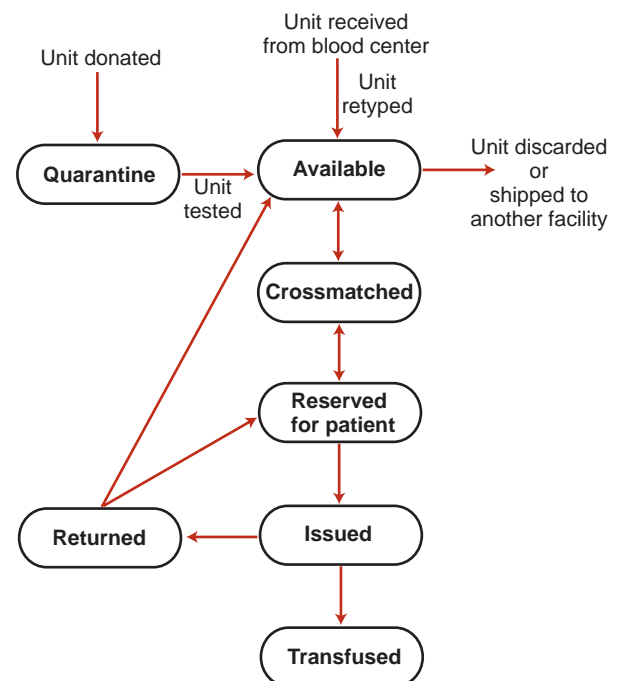 Unit received
from blood center
Unit donated
Unit
retyped
Quarantine
Unit
tested
Available
Unit discarded
or
shipped to
another facility
Crossmatched
Reserved
for patient
Returned
Issued
Transfused